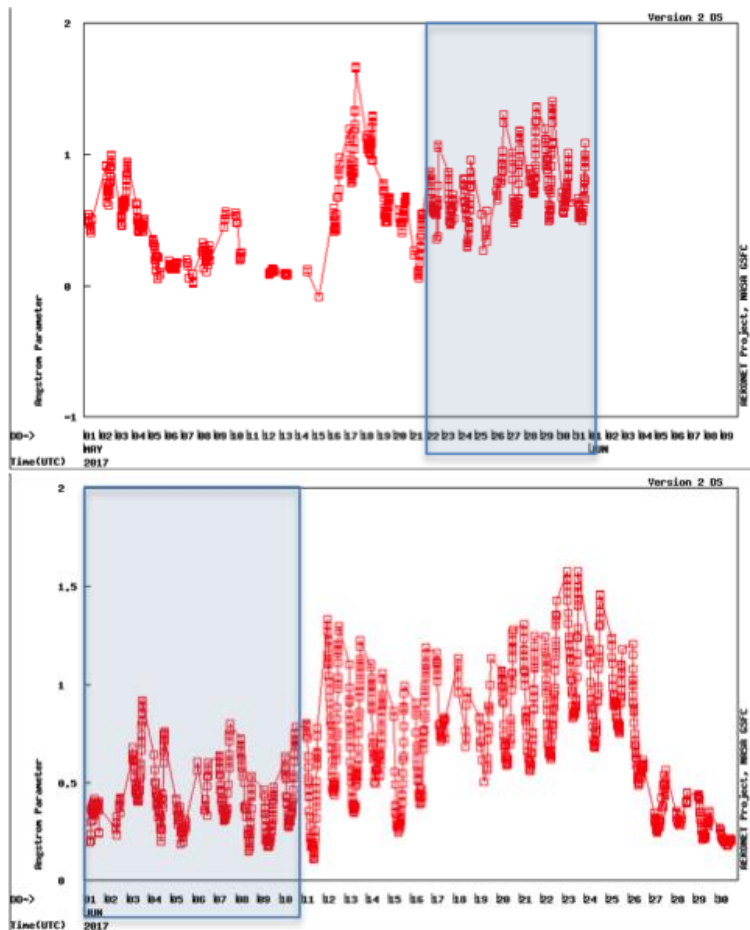 Version 2 DS
2
1
0
-1
Angstrom Parameter
AERONET Project, NASA GSFC
DD-> 01 02 03 04 05 06 07 08 09 10 11 12 13 14 15 16 17 18 19 20 21 22 23 24 25 26 27 28 29 30 31 01 02 03 04 05 06 07 08 09
MAY JUN
Time(UTC) 2017
Version 2 DS
2
1.5
1
0.5
0
Angstrom Parameter
AERONET Project, NASA GSFC
DD-> 01 02 03 04 05 06 07 08 09 10 11 12 13 14 15 16 17 18 19 20 21 22 23 24 25 26 27 28 29 30
JUN
Time(UTC) 2017